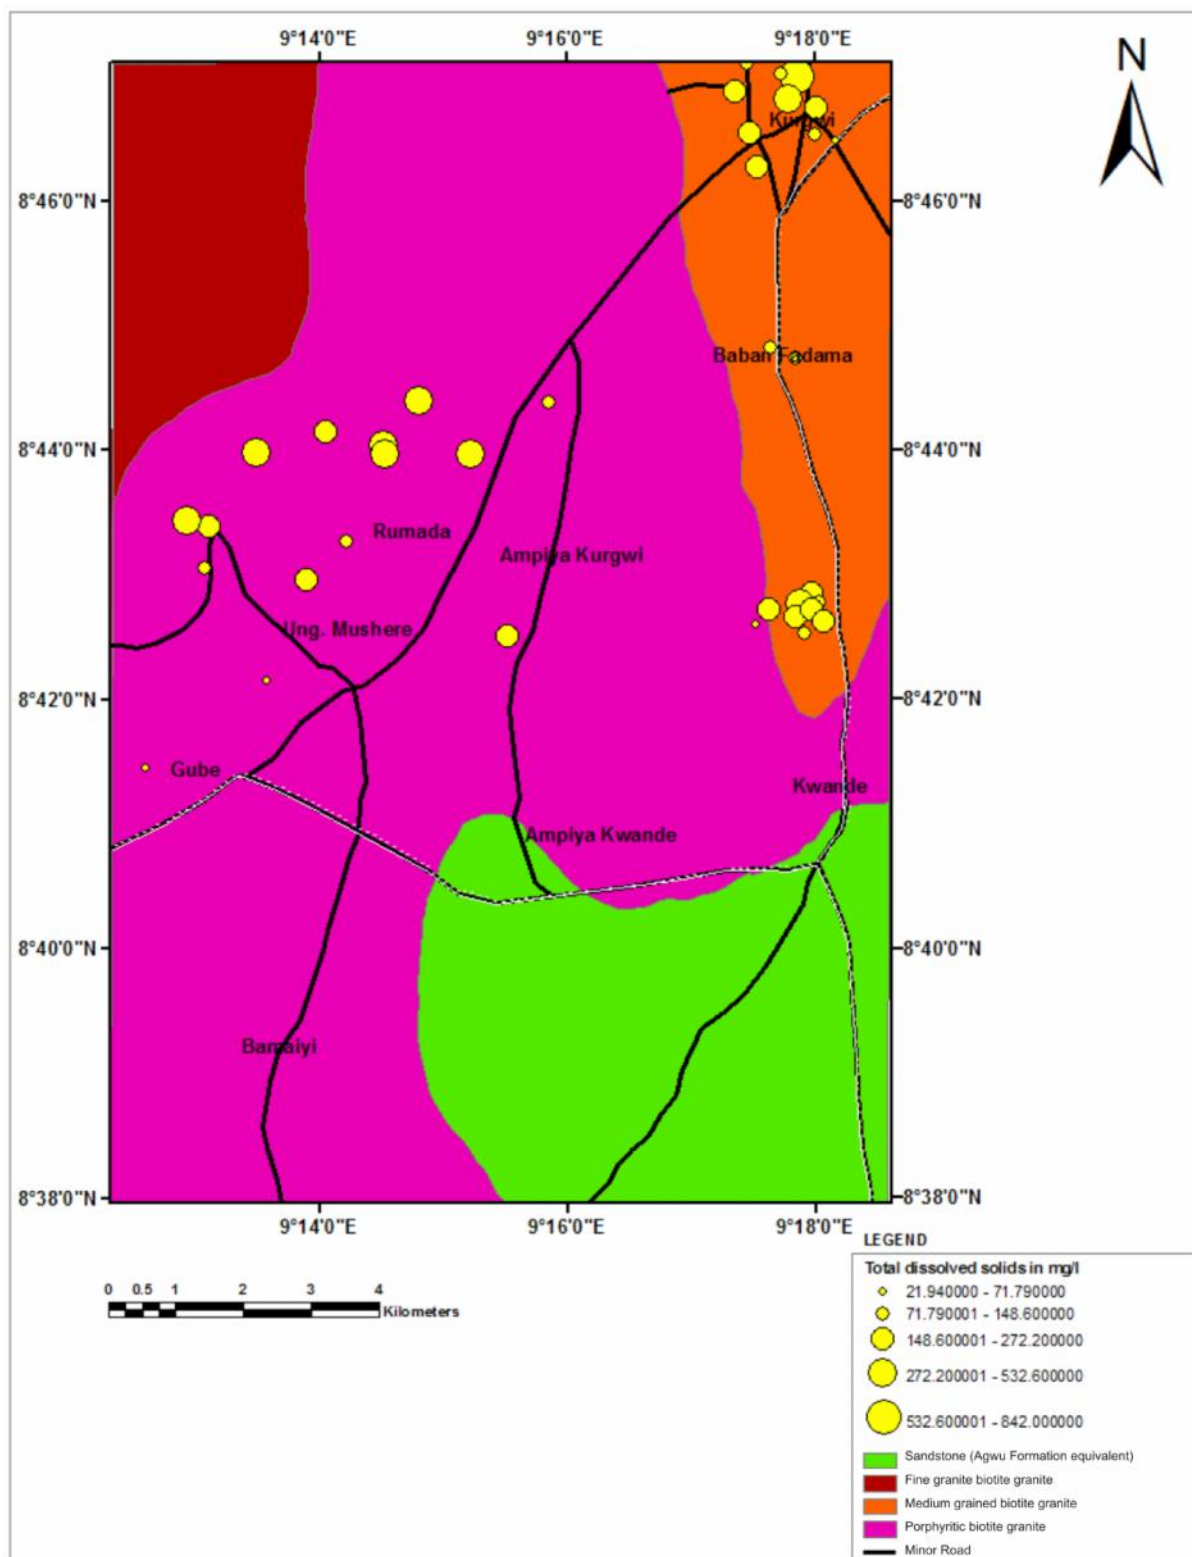 9°14'0"E 9°16'0"E 9°18'0"E
N
Kurgwi
8°46'0"N 8°46'0"N
Baban Fadama
8°44'0"N 8°44'0"N
Rumada
Ampiya Kurgwi
Ung. Mushere
8°42'0"N 8°42'0"N
Gube
Kwande
Ampiya Kwande
8°40'0"N 8°40'0"N
Bamaiyi
8°38'0"N 8°38'0"N
9°14'0"E 9°16'0"E 9°18'0"E
LEGEND
Total dissolved solids in mg/l
21.940000 - 71.790000
71.790001 - 148.600000
148.600001 - 272.200000
272.200001 - 532.600000
532.600001 - 842.000000
Sandstone (Agwu Formation equivalent)
Fine granite biotite granite
Medium grained biotite granite
Porphyritic biotite granite
Minor Road
0 0.5 1 2 3 4
Kilometers